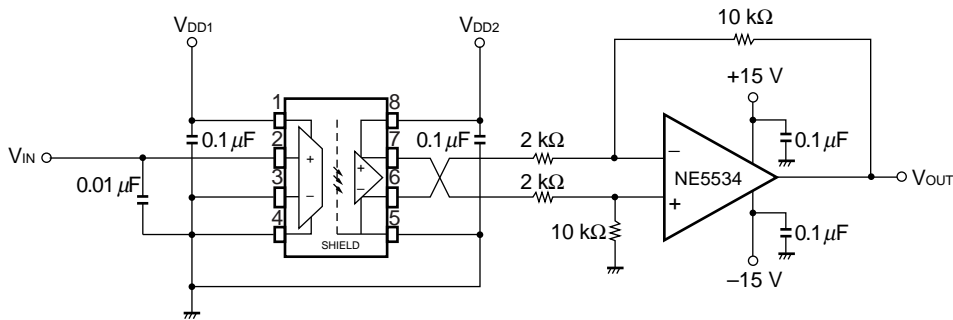 10 kΩ
VDD1
VDD2
+15 V
1
8
0.1 μF
2
7
0.1 μF
2 kΩ
0.1 μF
VIN
+
+
−
0.01 μF
3
−
−
6
2 kΩ
NE5534
VOUT
+
4
5
10 kΩ
0.1 μF
SHIELD
−15 V